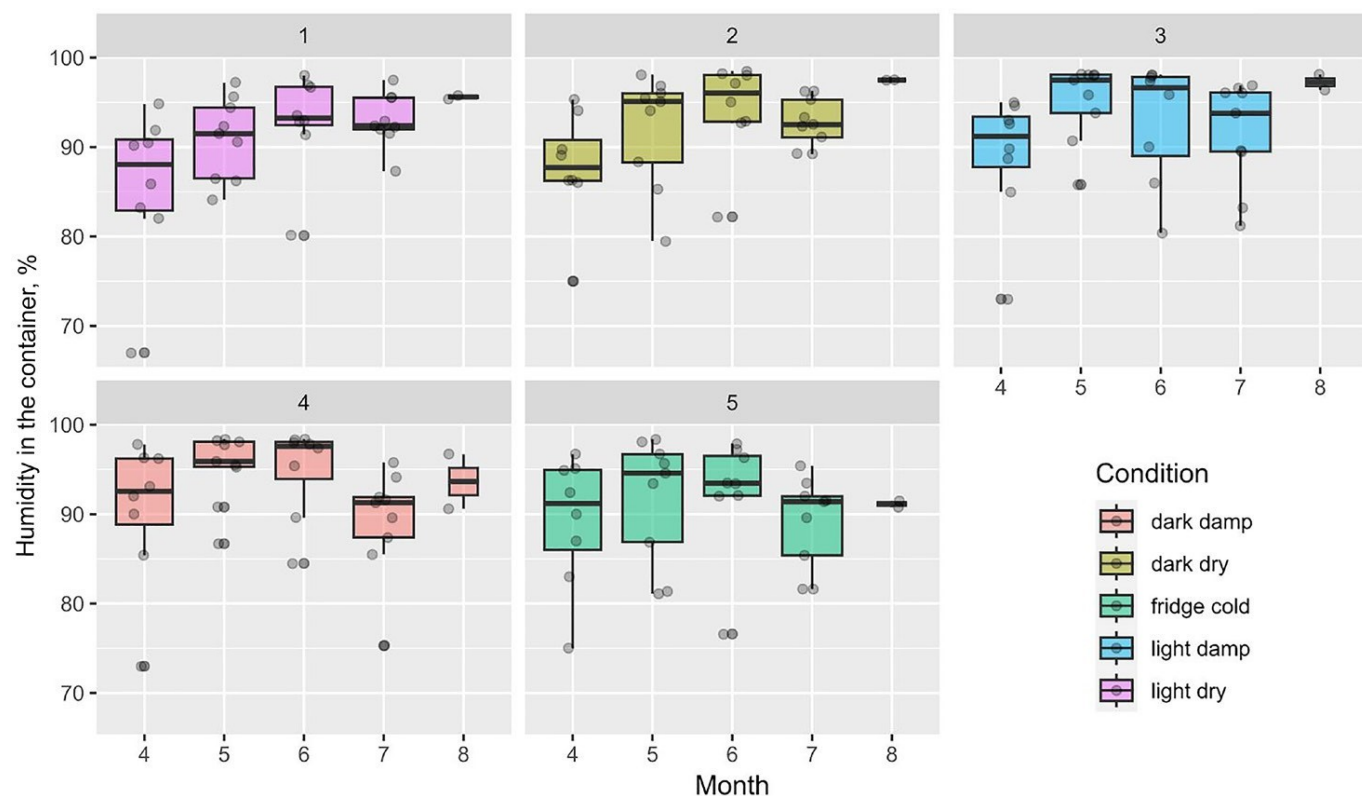 1
2
3
100
90
80
70
4 5 6 7 8
4
5
100
90
80
70
4 5 6 7 8
4 5 6 7 8
Humidity in the container, %
Month
Condition
dark damp
dark dry
fridge cold
light damp
light dry